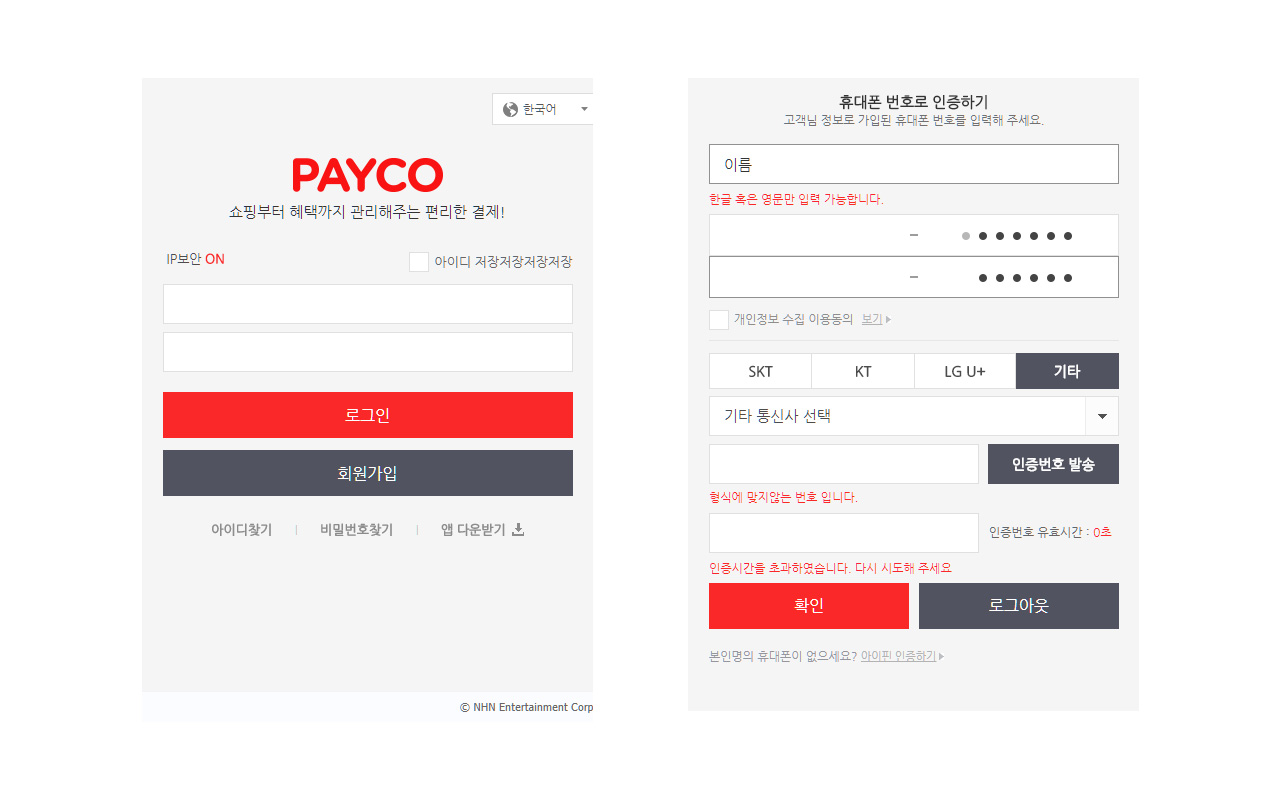 한국어
PAYCO
쇼핑부터 혜택까지 관리해주는 편리한 결제!
IP보안 ON
아이디 저장저장저장저장
로그인
회원가입
아이디찾기
비밀번호찾기
앱 다운받기
© NHN Entertainment Corp
휴대폰 번호로 인증하기
고객님 정보로 가입된 휴대폰 번호를 입력해 주세요.
이름
한글 혹은 영문만 입력 가능합니다.
개인정보 수집 이용동의 보기
SKT
KT
LG U+
기타
기타 통신사 선택
인증번호 발송
형식에 맞지않는 번호 입니다.
인증번호 유효시간 : 0초
인증시간을 초과하였습니다. 다시 시도해 주세요
확인
로그아웃
본인명의 휴대폰이 없으세요? 아이핀 인증하기